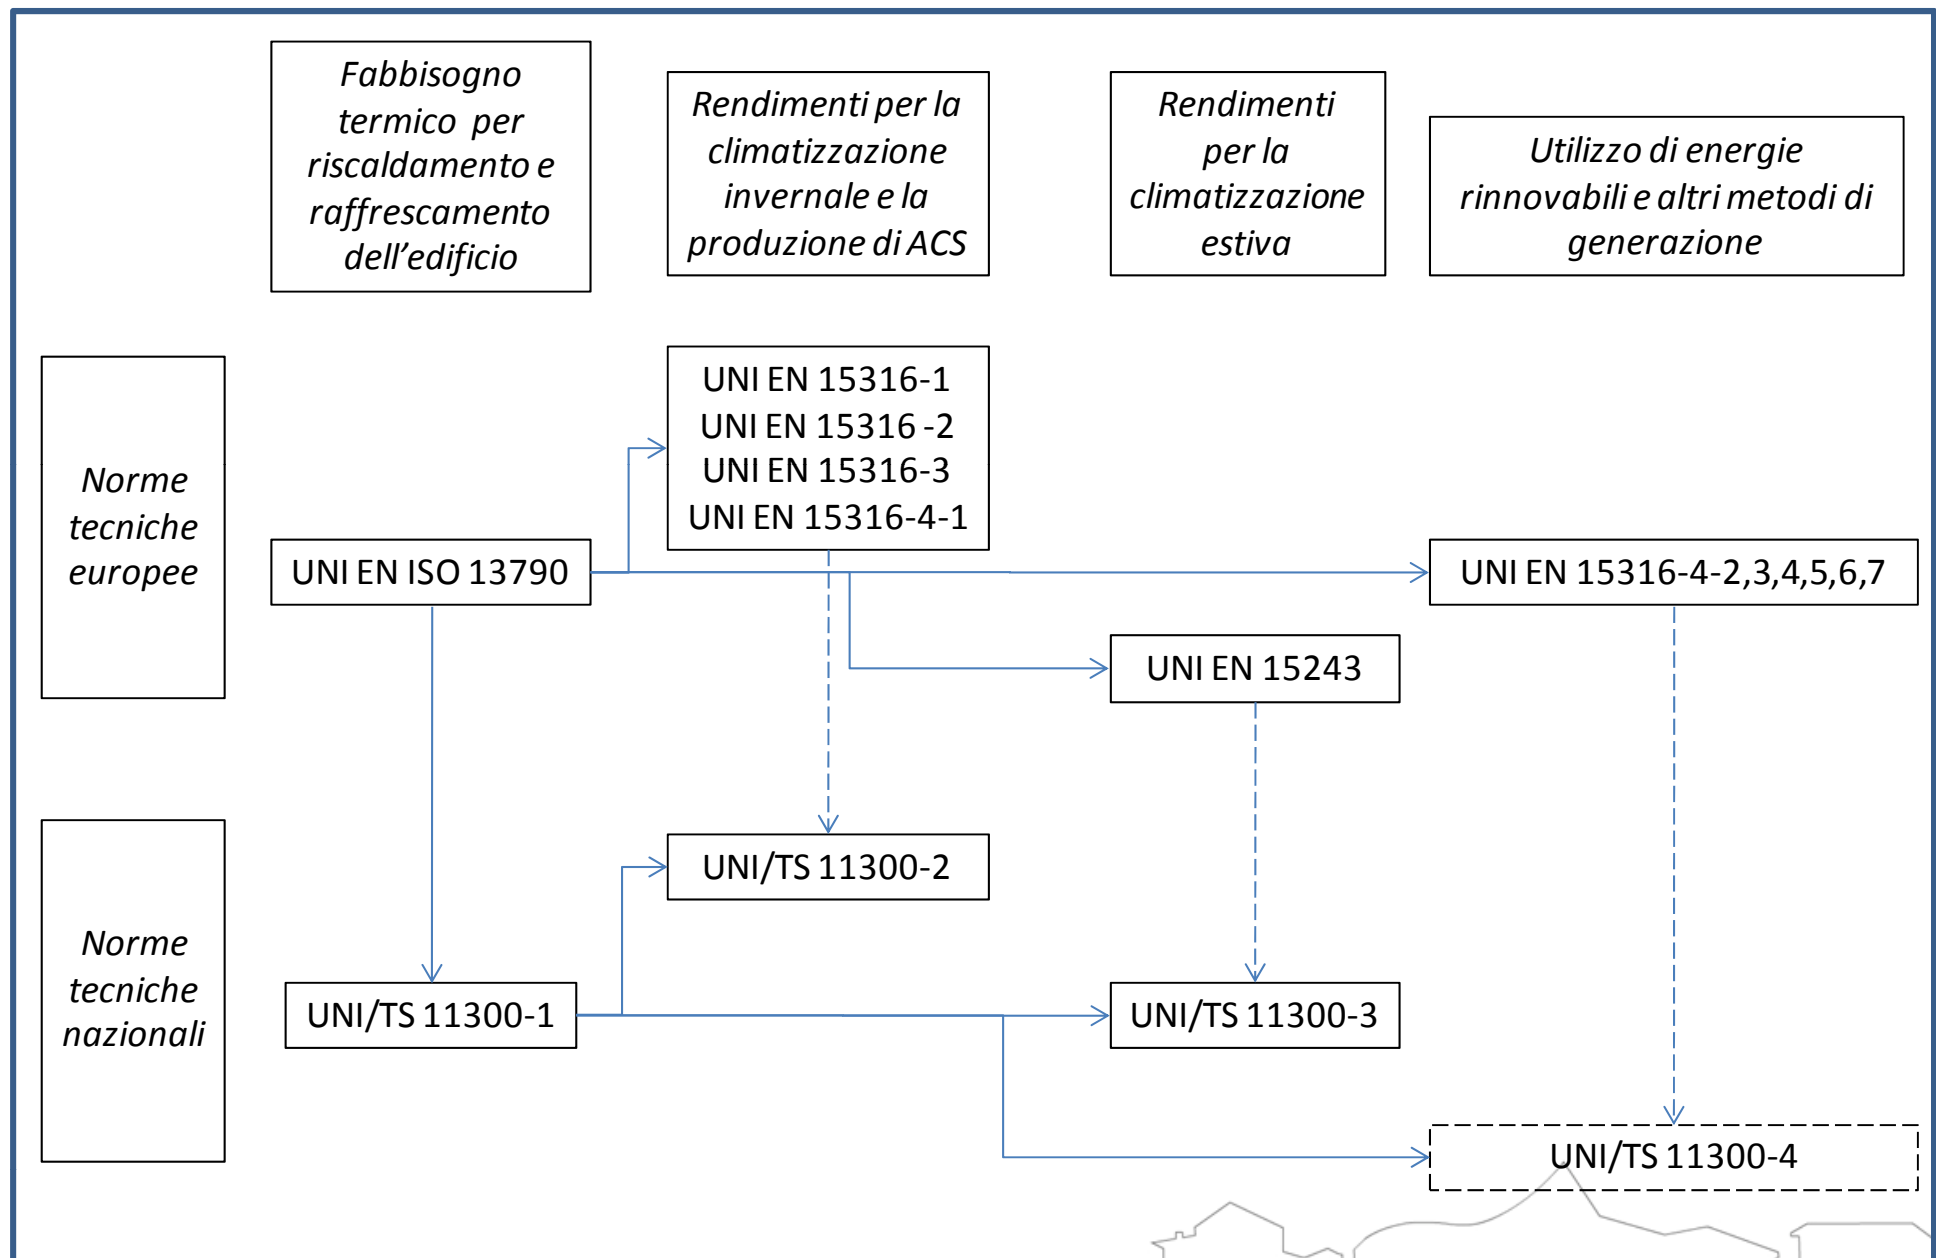 Fabbisogno
termico per
riscaldamento e
raffrescamento
dell'edificio
Rendimenti per la
climatizzazione
invernale e la
produzione di ACS
Rendimenti
per la
climatizzazione
estiva
Utilizzo di energie
rinnovabili e altri metodi di
generazione
Norme
tecniche
europee
UNI EN ISO 13790
UNI EN 15316-1
UNI EN 15316 -2
UNI EN 15316-3
UNI EN 15316-4-1
UNI EN 15243
UNI EN 15316-4-2,3,4,5,6,7
Norme
tecniche
nazionali
UNI/TS 11300-1
UNI/TS 11300-2
UNI/TS 11300-3
UNI/TS 11300-4